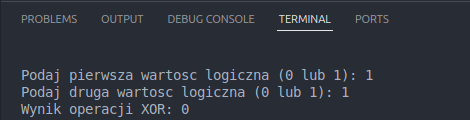 PROBLEMS OUTPUT DEBUG CONSOLE TERMINAL PORTS
Podaj pierwsza wartosc logiczna (0 lub 1): 1
Podaj druga wartosc logiczna (0 lub 1): 1
Wynik operacji XOR: 0